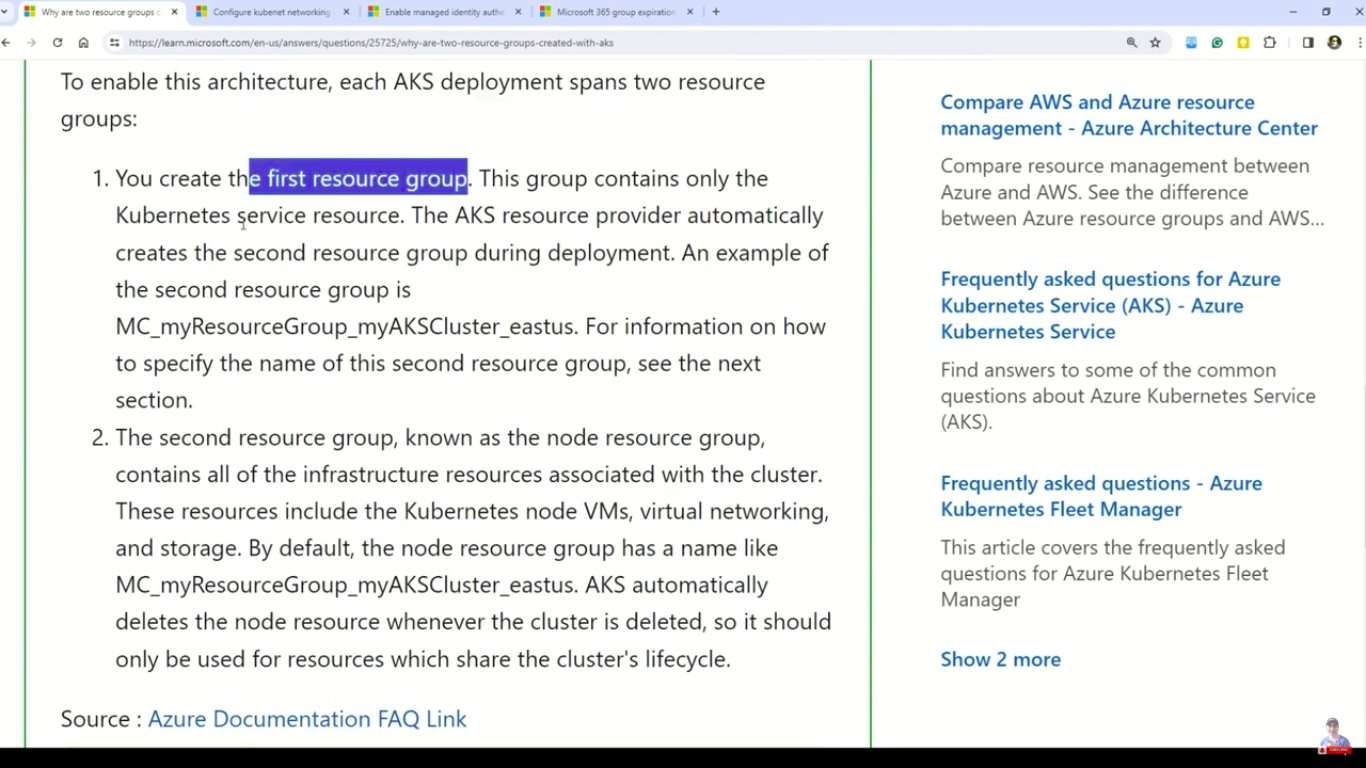 Why are two resource groups c
Configure kubenet networking
Enable managed identity authe
Microsoft 365 group expiration
https://learn.microsoft.com/en-us/answers/questions/25725/why-are-two-resource-groups-created-with-aks
To enable this architecture, each AKS deployment spans two resource
groups:
1. You create the first resource group. This group contains only the
Kubernetes service resource. The AKS resource provider automatically
creates the second resource group during deployment. An example of
the second resource group is
MC_myResourceGroup_myAKSCluster_eastus. For information on how
to specify the name of this second resource group, see the next
section.
2. The second resource group, known as the node resource group,
contains all of the infrastructure resources associated with the cluster.
These resources include the Kubernetes node VMs, virtual networking,
and storage. By default, the node resource group has a name like
MC_myResourceGroup_myAKSCluster_eastus. AKS automatically
deletes the node resource whenever the cluster is deleted, so it should
only be used for resources which share the cluster's lifecycle.
Source : Azure Documentation FAQ Link
Compare AWS and Azure resource
management - Azure Architecture Center
Compare resource management between
Azure and AWS. See the difference
between Azure resource groups and AWS...
Frequently asked questions for Azure
Kubernetes Service (AKS) - Azure
Kubernetes Service
Find answers to some of the common
questions about Azure Kubernetes Service
(AKS).
Frequently asked questions - Azure
Kubernetes Fleet Manager
This article covers the frequently asked
questions for Azure Kubernetes Fleet
Manager
Show 2 more